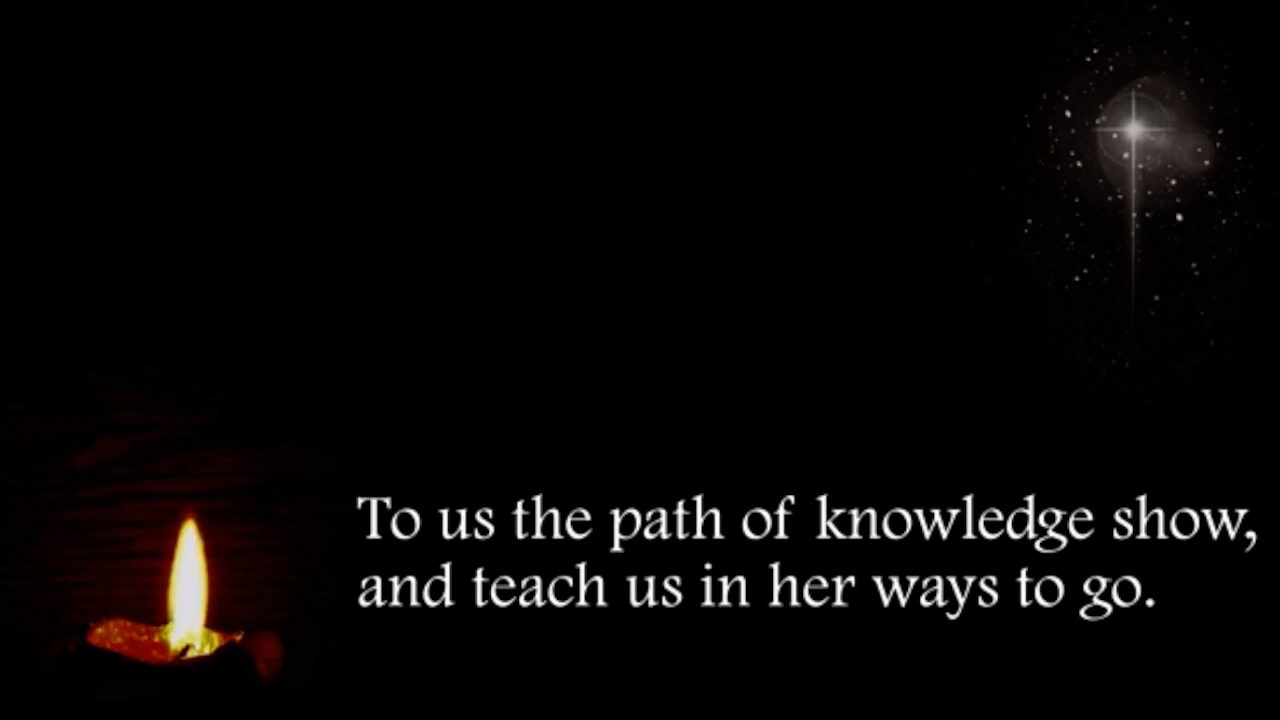 To us the path of knowledge show,
and teach us in her ways to go.